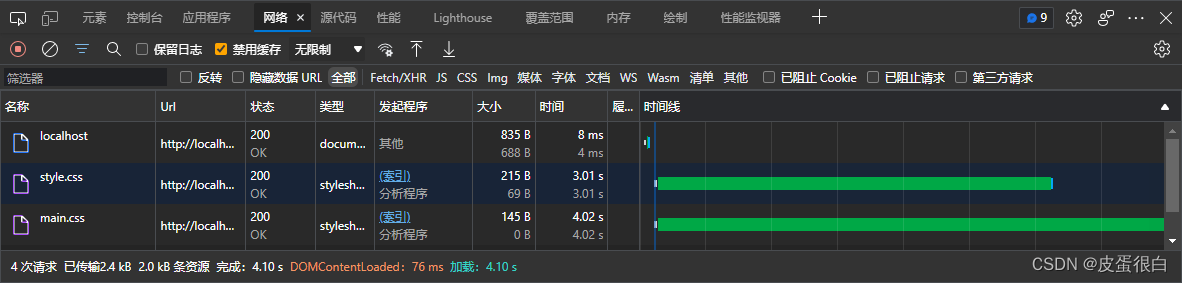 元素 控制台 应用程序 网络 源代码 性能 Lighthouse 覆盖范围 内存 绘制 性能监视器 9
保留日志 禁用缓存 无限制
筛选器 反转 隐藏数据 URL 全部 Fetch/XHR JS CSS Img 媒体 字体 文档 WS Wasm 清单 其他 已阻止 Cookie 已阻止请求 第三方请求
名称 Url 状态 类型 发起程序 大小 时间 履... 时间线
localhost http://localh... 200 docum... 其他 835 B 8 ms
OK 688 B 4 ms
style.css http://localh... 200 stylesh... (索引) 215 B 3.01 s
OK 分析程序 69 B 3.01 s
main.css http://localh... 200 stylesh... (索引) 145 B 4.02 s
OK 分析程序 0 B 4.02 s
4 次请求 已传输2.4 kB 2.0 kB 条资源 完成：4.10 s DOMContentLoaded：76 ms 加载：4.10 s
CSDN @皮蛋很白